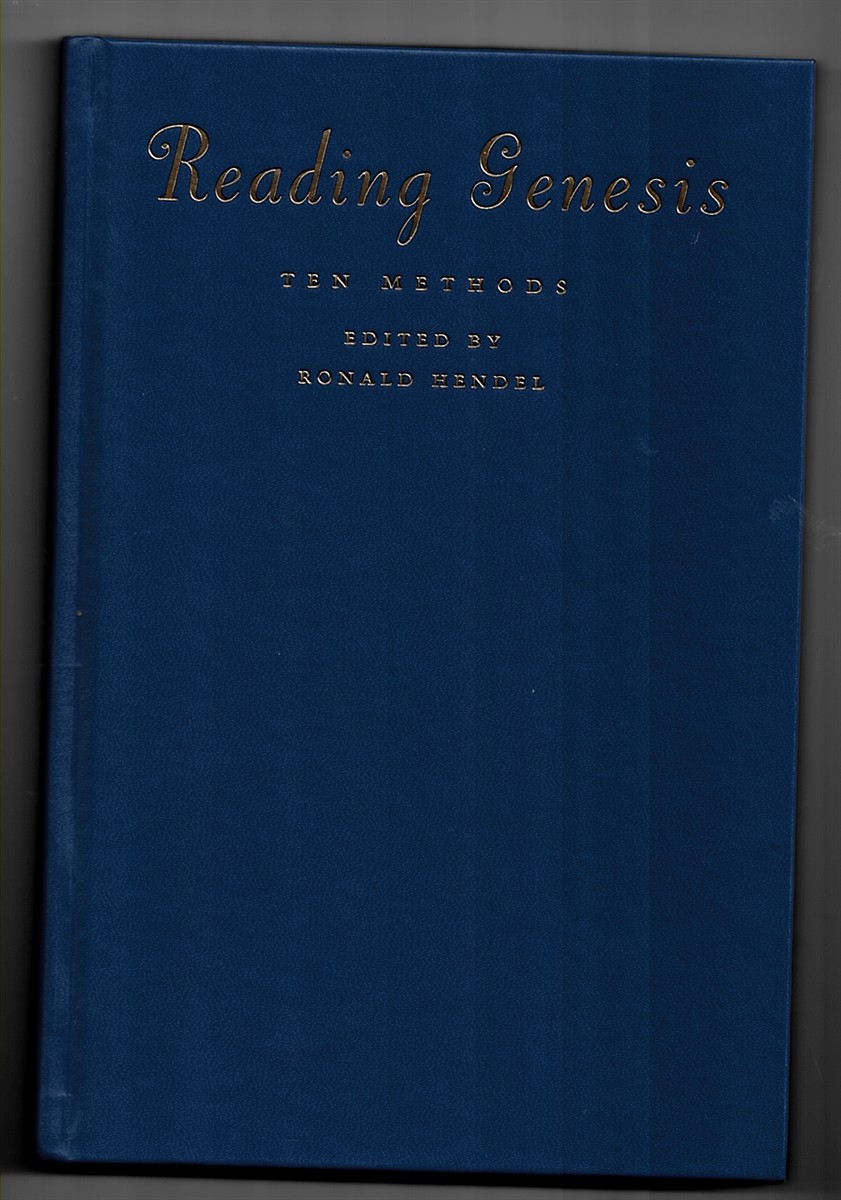 Reading Genesis
TEN METHODS
EDITED BY
RONALD HENDEL